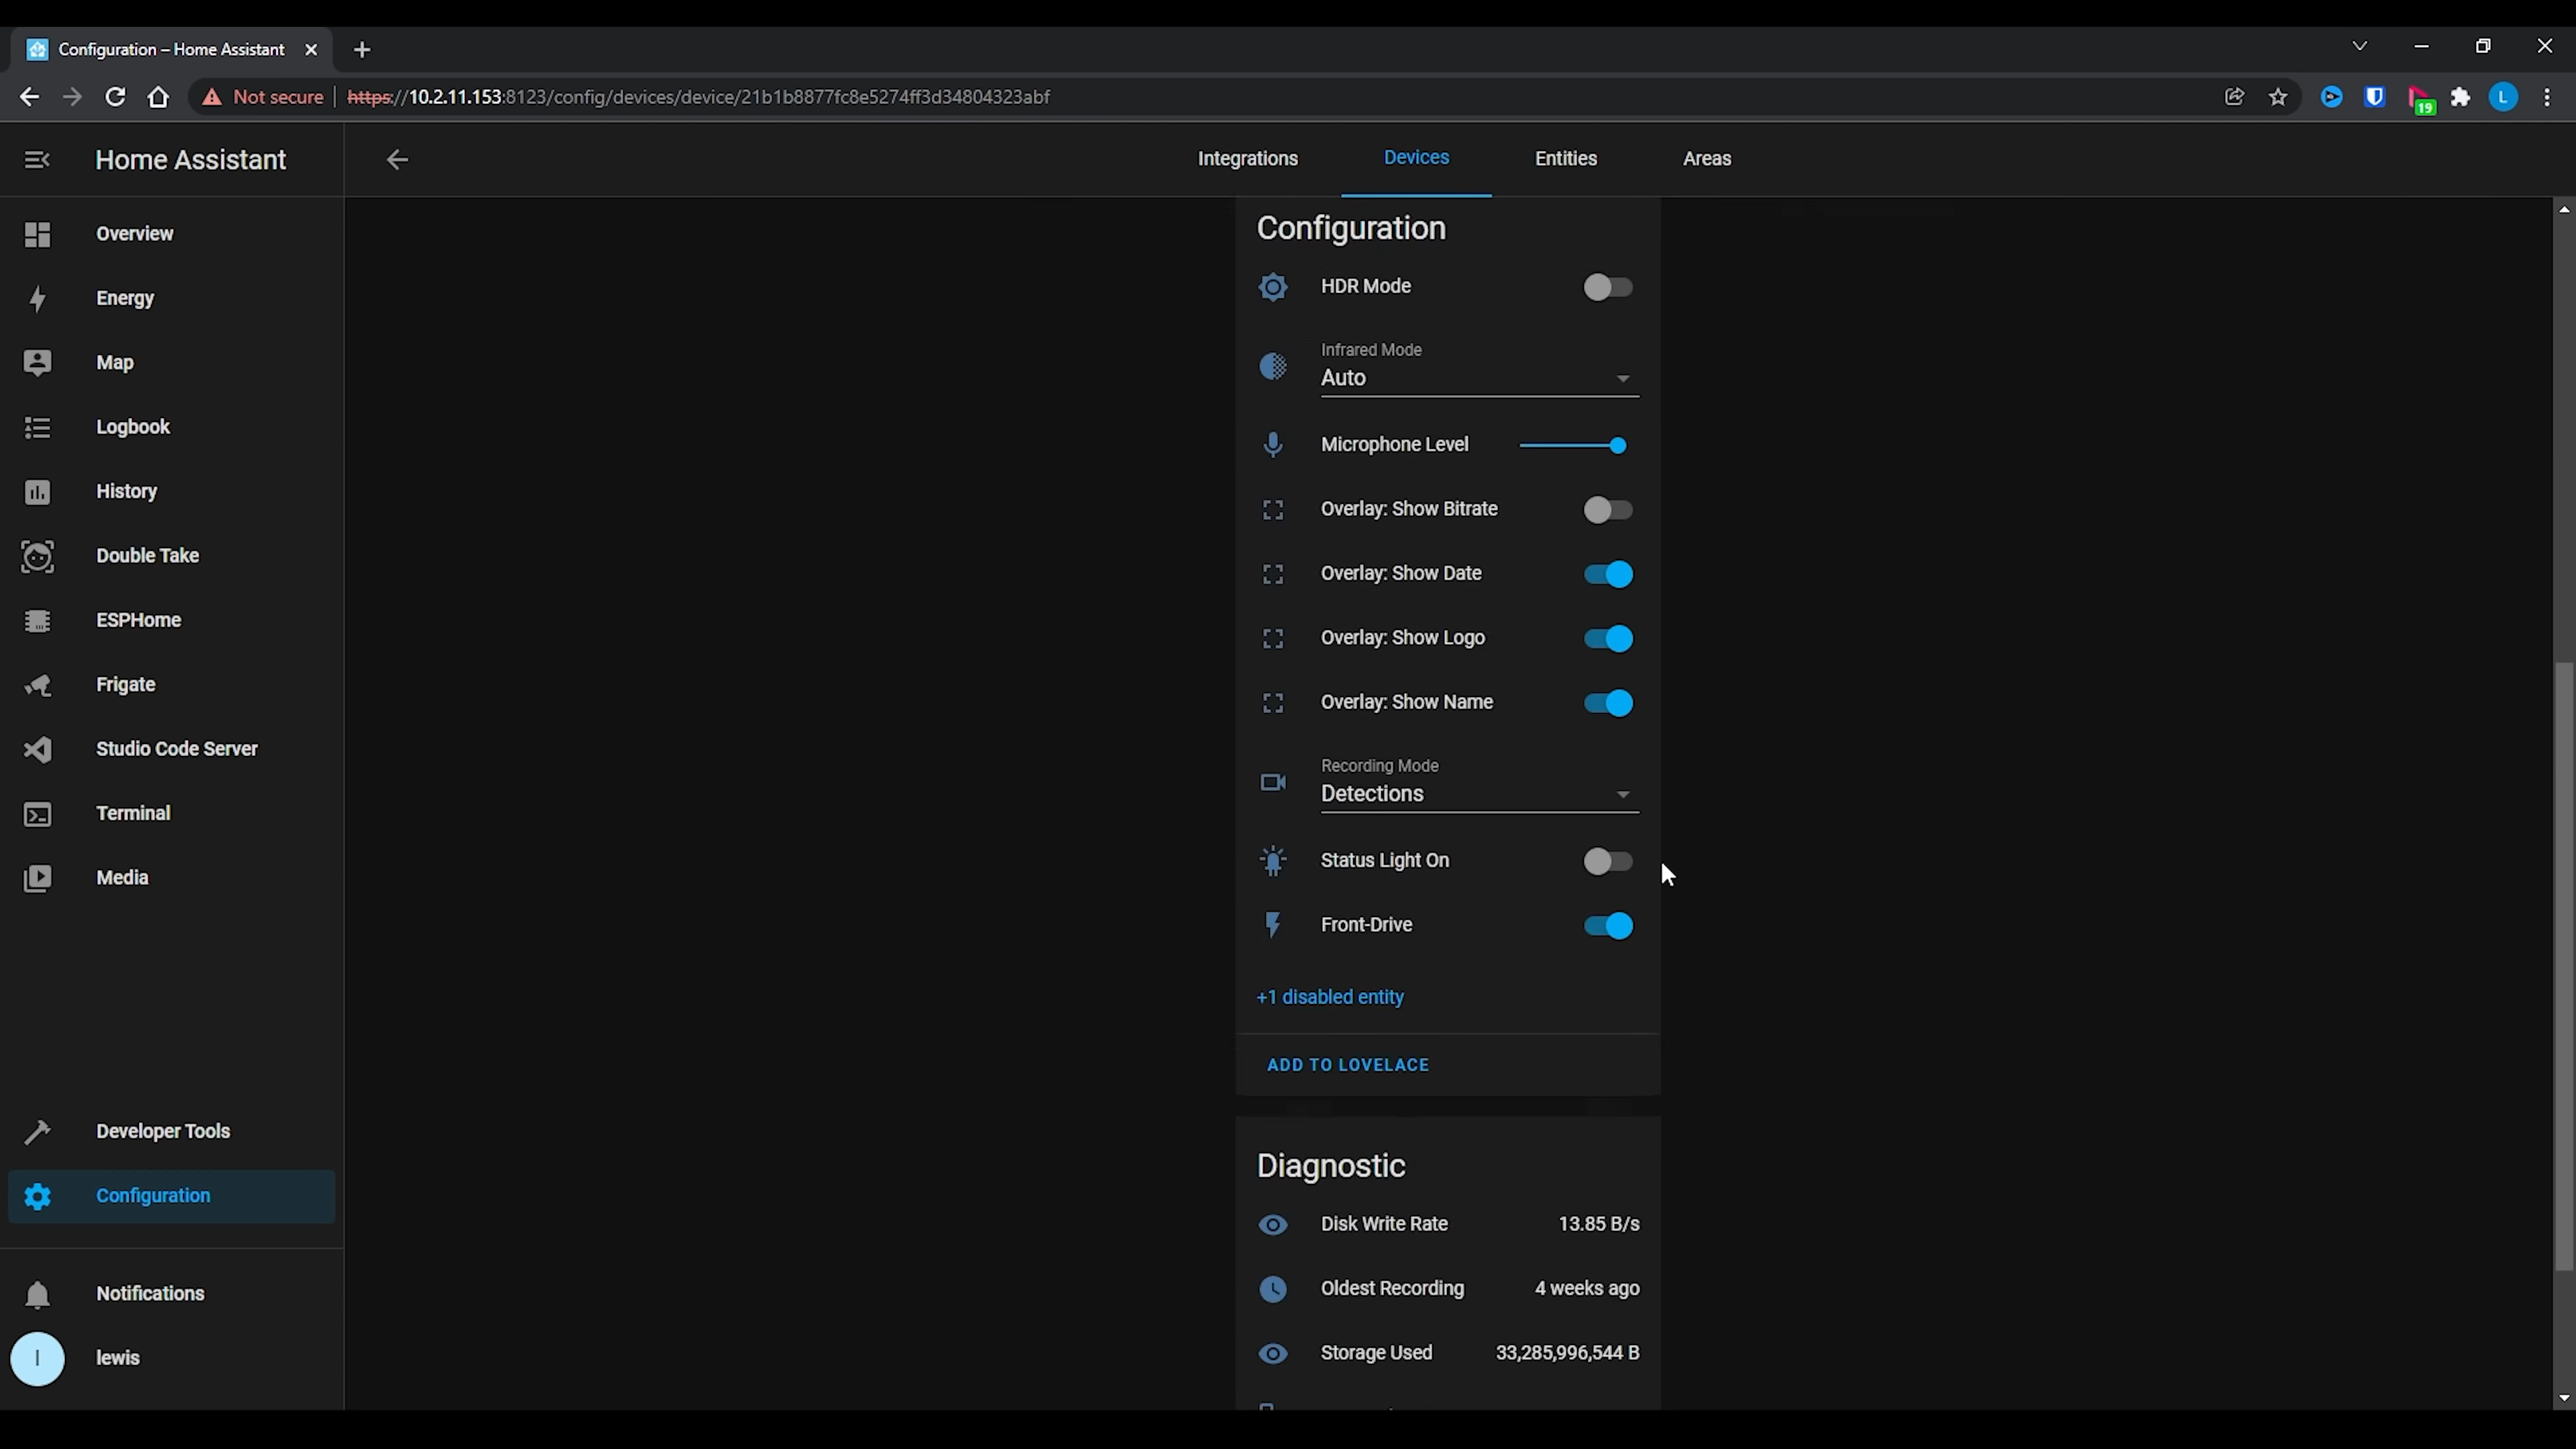 Configuration – Home Assistant
Not secure
https://10.2.11.153:8123/config/devices/device/21b1b8877fc8e5274ff3d34804323abf
19
L
Home Assistant
Integrations
Devices
Entities
Areas
Overview
Energy
Map
Logbook
History
Double Take
ESPHome
Frigate
Studio Code Server
Terminal
Media
Developer Tools
Configuration
Notifications
l
lewis
Configuration
HDR Mode
Infrared Mode
Auto
Microphone Level
Overlay: Show Bitrate
Overlay: Show Date
Overlay: Show Logo
Overlay: Show Name
Recording Mode
Detections
Status Light On
Front-Drive
+1 disabled entity
ADD TO LOVELACE
Diagnostic
Disk Write Rate 13.85 B/s
Oldest Recording 4 weeks ago
Storage Used 33,285,996,544 B